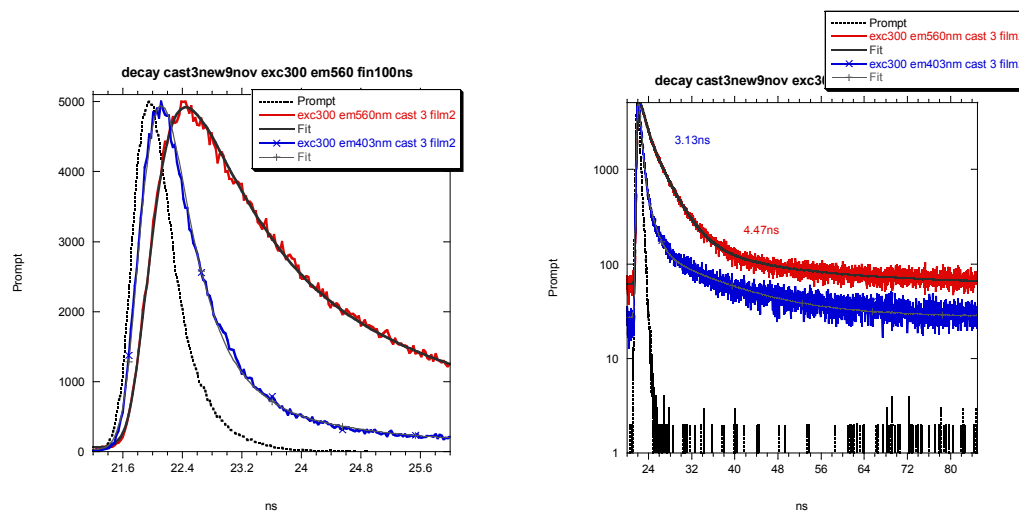 decay cast3new9nov exc300 em560 fin100ns
Prompt
exc300 em560nm cast 3 film2
Fit
exc300 em403nm cast 3 film2
Fit
5000
4000
3000
2000
1000
0
Prompt
21.6 22.4 23.2 24 24.8 25.6
ns
Prompt
exc300 em560nm cast 3 film
Fit
exc300 em403nm cast 3 film
Fit
decay cast3new9nov exc30
3.13ns
4.47ns
1000
100
10
1
Prompt
24 32 40 48 56 64 72 80
ns